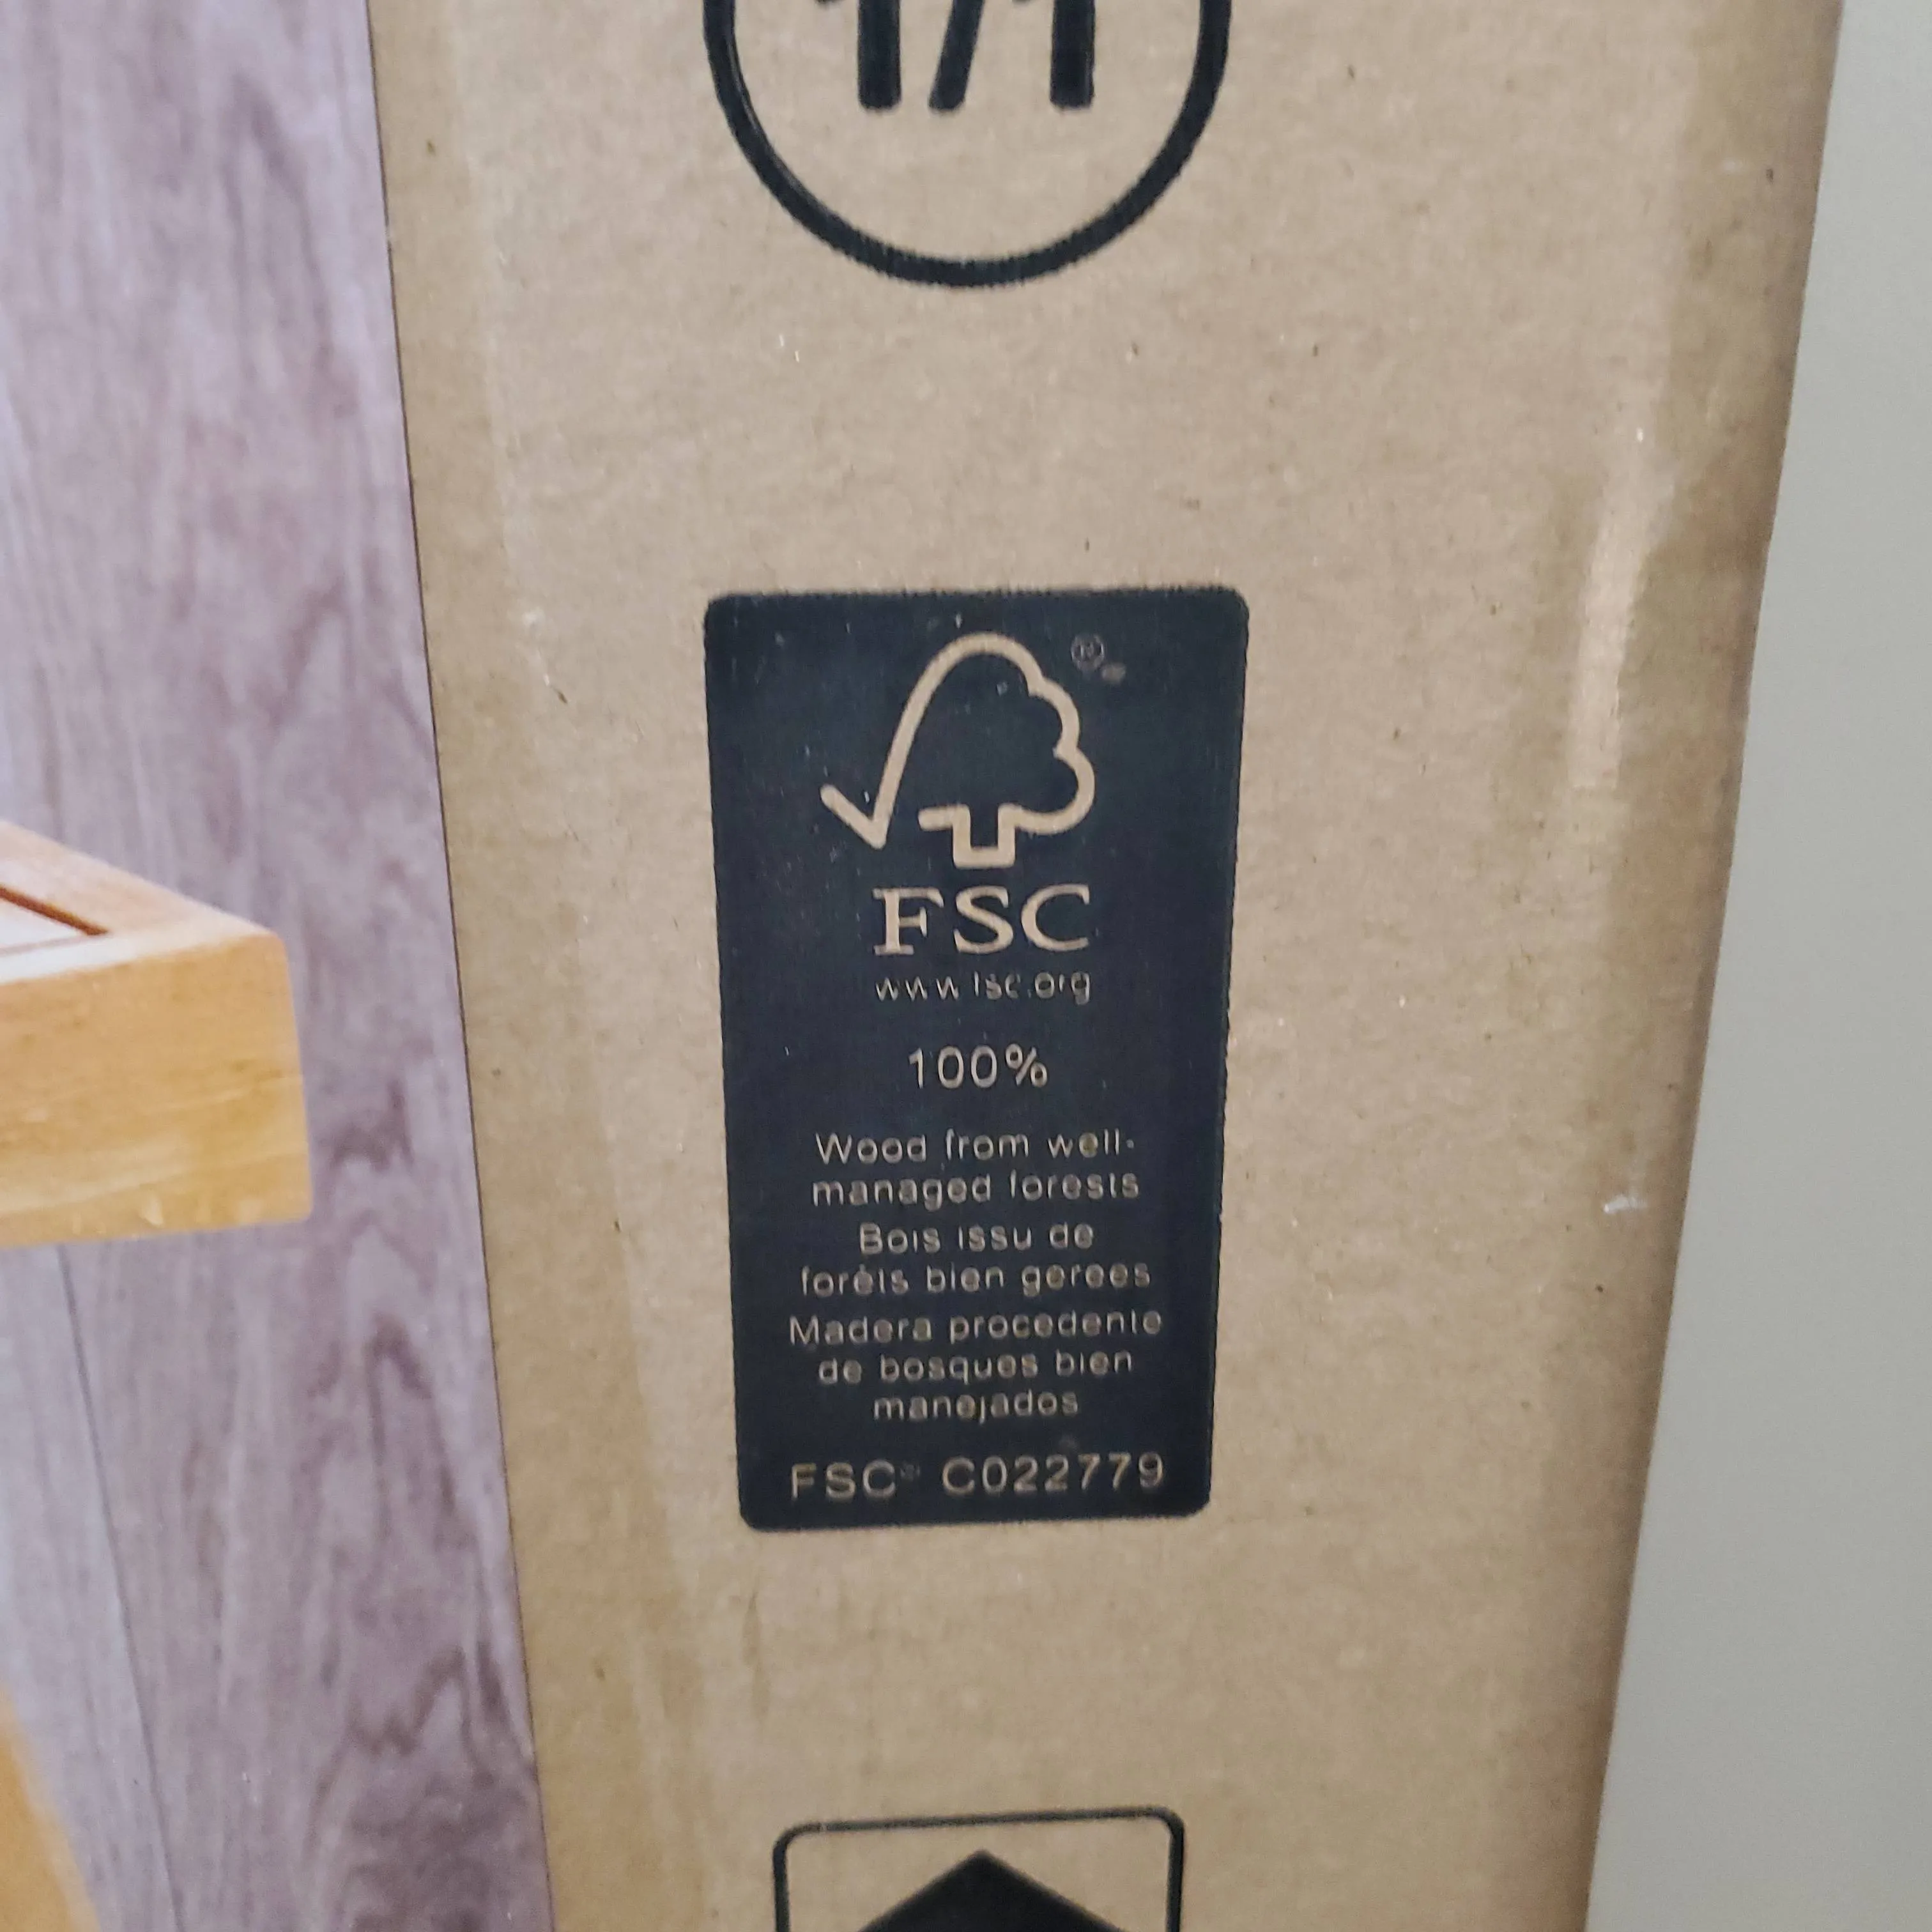 1/1
FSC
www.fsc.org
100%
Wood from well-
managed forests
Bois issu de
forêts bien gerees
Madera procedente
de bosques bien
manejados
FSC® C022779